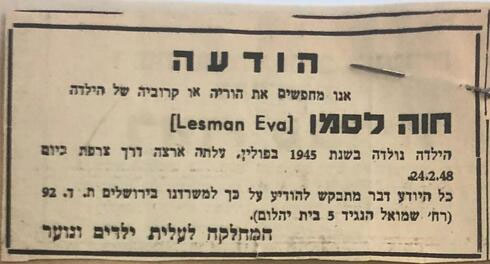 הודעה
אנו מחפשים את הוריה או קרוביה של הילדה
חוה לסמן [Lesman Eva]
הילדה נולדה בשנת 1945 בפולין, עלתה ארצה דרך צרפת ביום
24.2.48.
כל היודע דבר מתבקש להודיע על כך למשרדנו בירושלים ת. ד. 92
(רח' שמואל הנגיד 5 בית יהלום).
המחלקה לעלית ילדים ונוער